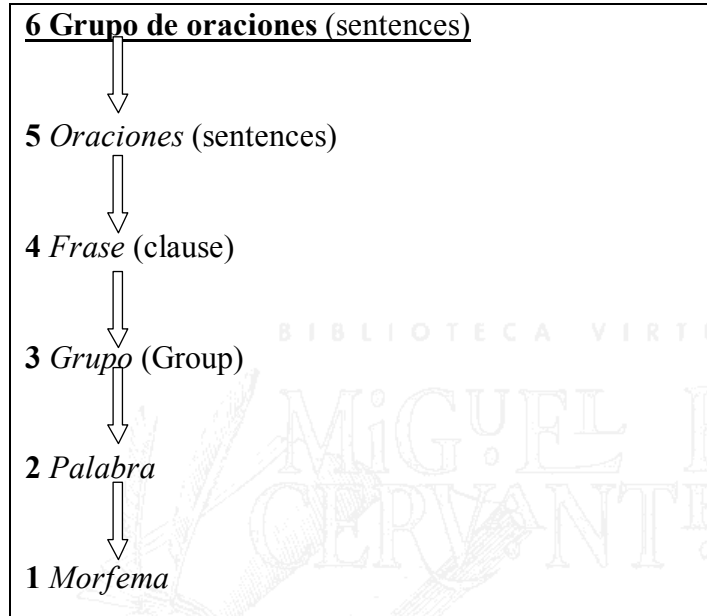 6 Grupo de oraciones (sentences)
5 Oraciones (sentences)
4 Frase (clause)
BIBLIOTECA VIRTU
3 Grupo (Group)
MiGUEL D
2 Palabra
CERVANTE
1 Morfema